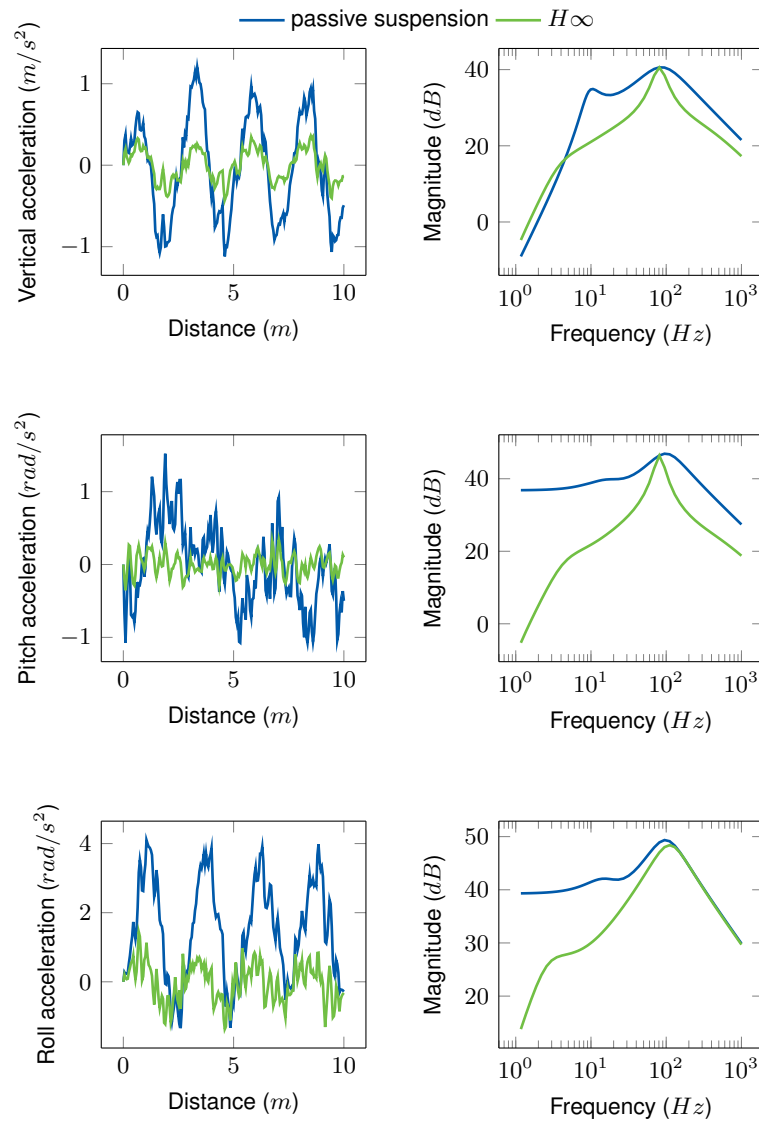 passive suspension H∞
Vertical acceleration (m/s²)
1
0
−1
0 5 10
Distance (m)
Magnitude (dB)
40
20
0
10⁰ 10¹ 10² 10³
Frequency (Hz)
Pitch acceleration (rad/s²)
1
0
−1
0 5 10
Distance (m)
Magnitude (dB)
40
20
0
10⁰ 10¹ 10² 10³
Frequency (Hz)
Roll acceleration (rad/s²)
4
2
0
0 5 10
Distance (m)
Magnitude (dB)
50
40
30
20
10⁰ 10¹ 10² 10³
Frequency (Hz)